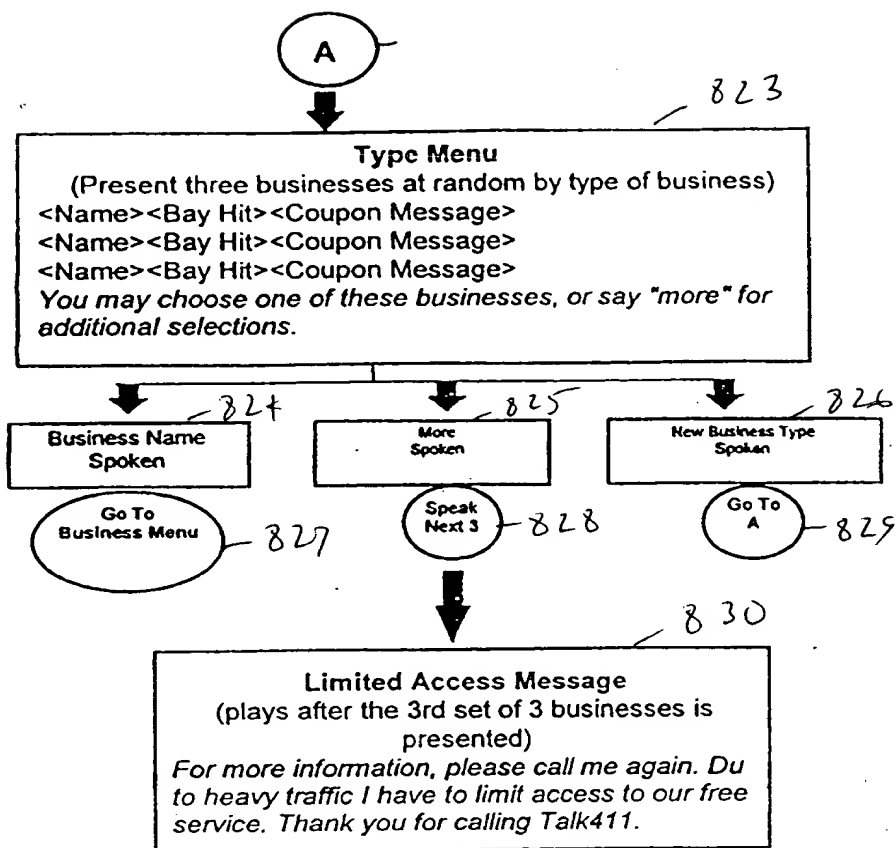 A
823
Type Menu
(Present three businesses at random by type of business)
<Name><Bay Hit><Coupon Message>
<Name><Bay Hit><Coupon Message>
<Name><Bay Hit><Coupon Message>
You may choose one of these businesses, or say "more" for
additional selections.
824
825
826
Business Name
Spoken
More
Spoken
New Business Type
Spoken
Go To
Business Menu
827
Speak
Next 3
828
Go To
A
829
830
Limited Access Message
(plays after the 3rd set of 3 businesses is
presented)
For more information, please call me again. Du
to heavy traffic I have to limit access to our free
service. Thank you for calling Talk411.